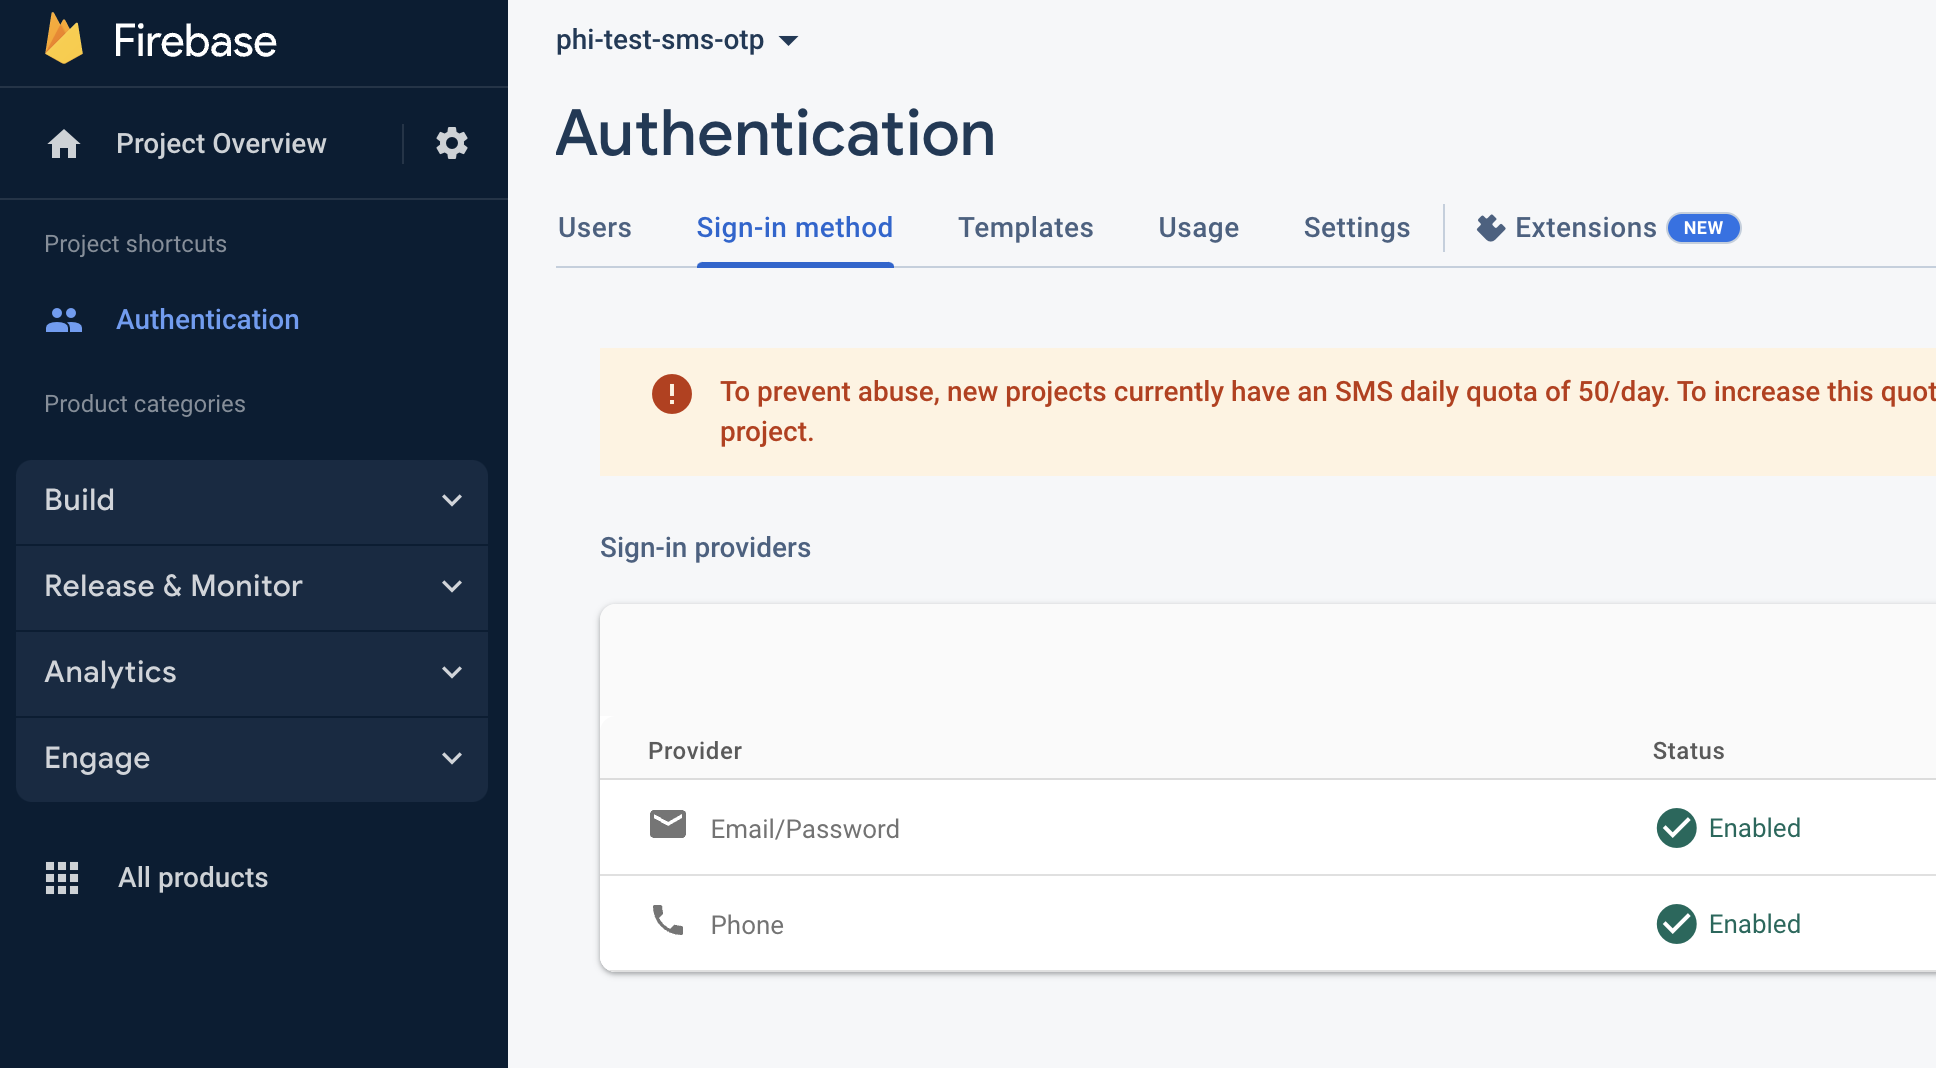 Firebase
Project Overview
Project shortcuts
Authentication
Product categories
Build
Release & Monitor
Analytics
Engage
All products
phi-test-sms-otp
Authentication
Users
Sign-in method
Templates
Usage
Settings
Extensions NEW
To prevent abuse, new projects currently have an SMS daily quota of 50/day. To increase this quot
project.
Sign-in providers
Provider Status
Email/Password Enabled
Phone Enabled